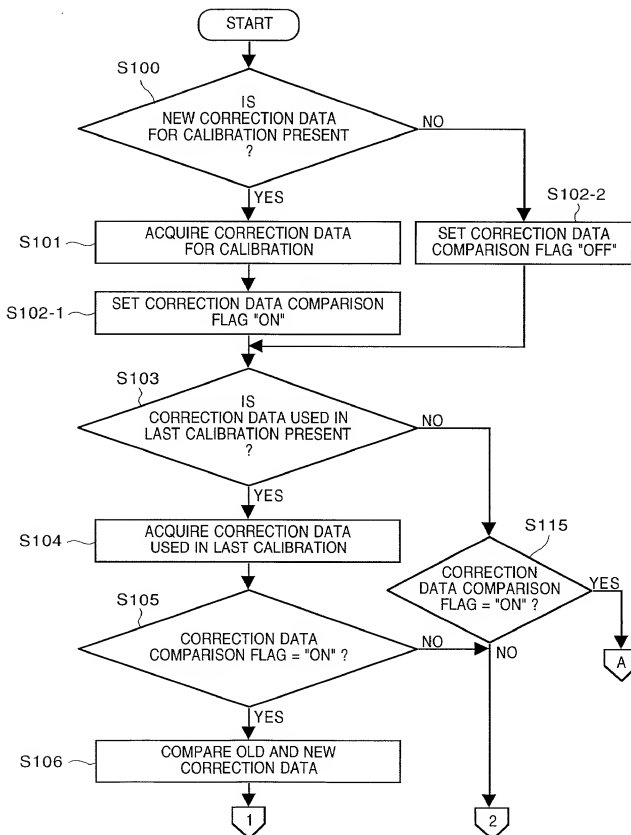 START
S100
IS
NEW CORRECTION DATA
FOR CALIBRATION PRESENT
?
NO
YES
S102-2
S101
ACQUIRE CORRECTION DATA
FOR CALIBRATION
SET CORRECTION DATA
COMPARISON FLAG "OFF"
S102-1
SET CORRECTION DATA COMPARISON
FLAG "ON"
S103
IS
CORRECTION DATA USED IN
LAST CALIBRATION PRESENT
?
NO
YES
S104
ACQUIRE CORRECTION DATA
USED IN LAST CALIBRATION
S115
CORRECTION
DATA COMPARISON
FLAG = "ON" ?
YES
S105
CORRECTION DATA
COMPARISON FLAG = "ON" ?
NO
NO
A
YES
S106
COMPARE OLD AND NEW
CORRECTION DATA
1
2